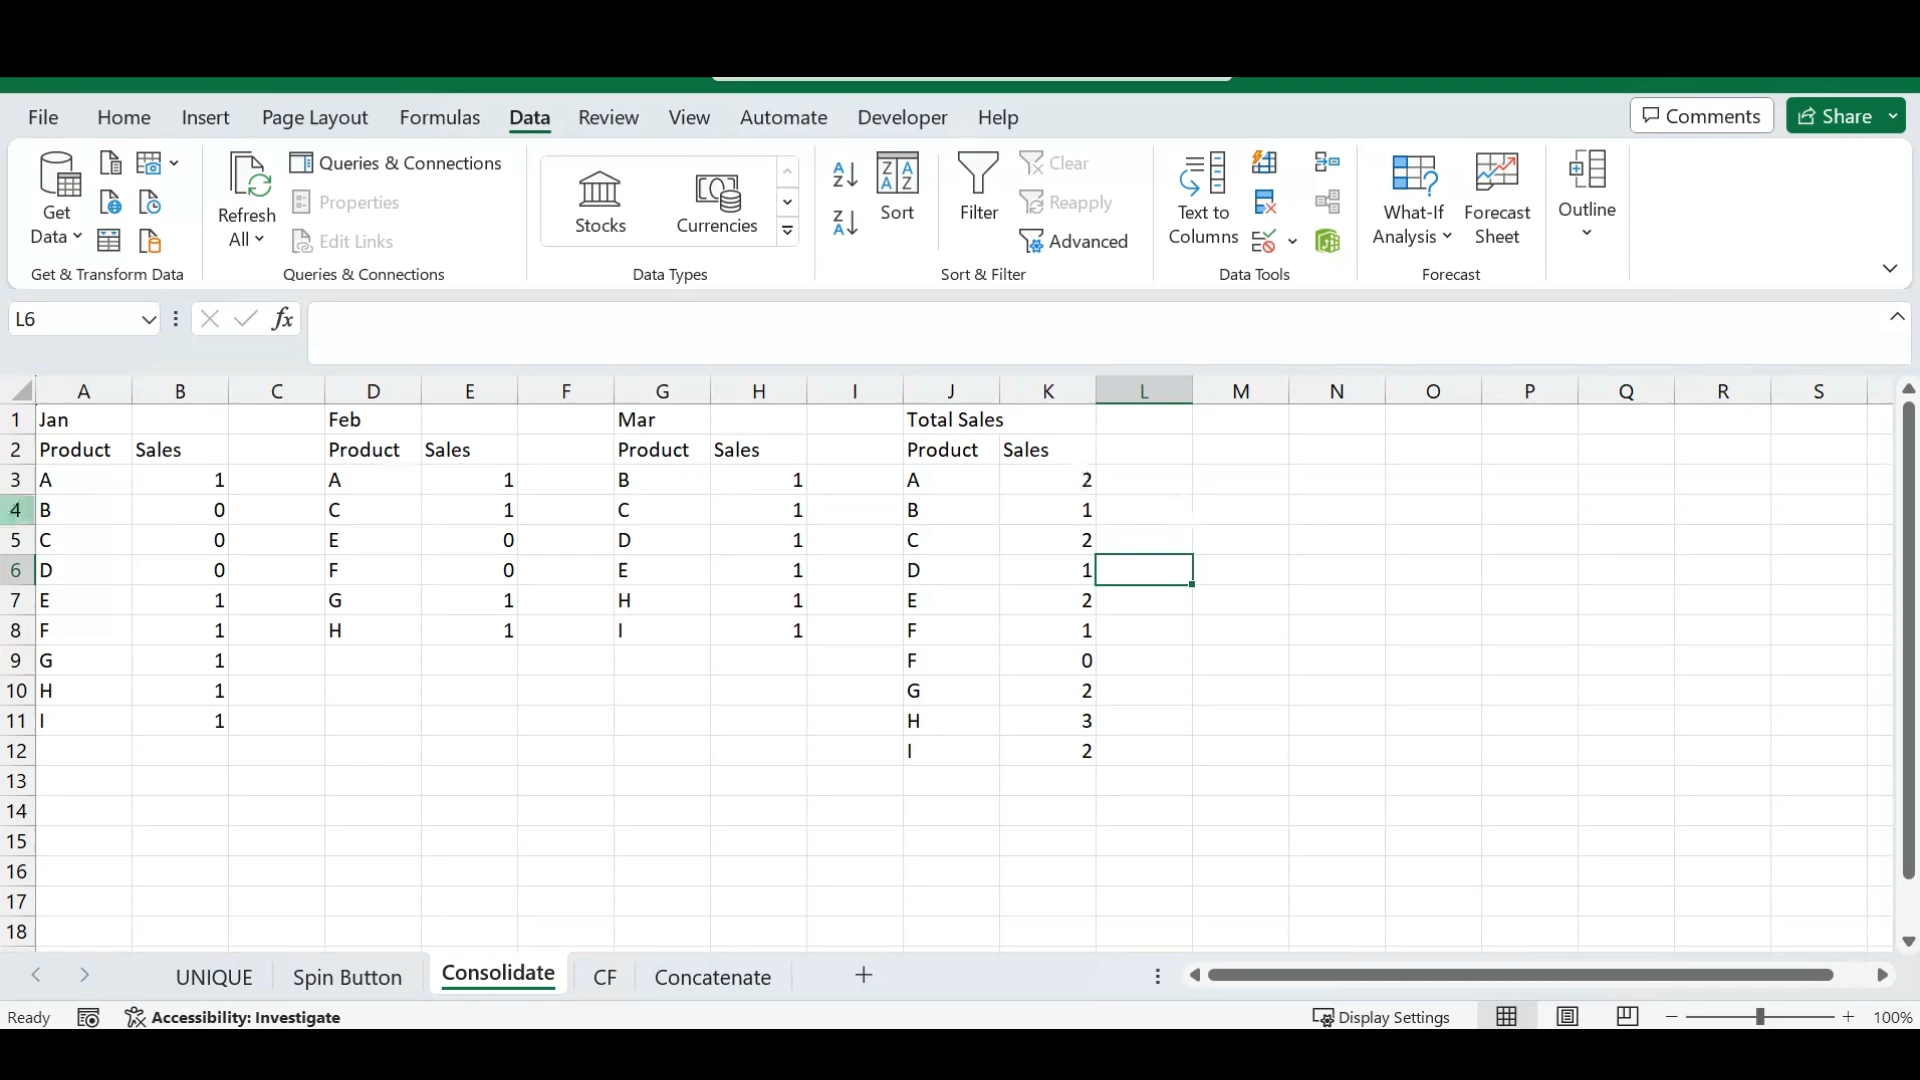 File Home Insert Page Layout Formulas Data Review View Automate Developer Help Comments Share
Get Data
Refresh All
Queries & Connections
Properties
Edit Links
Stocks Currencies
Sort
Filter
Clear
Reapply
Advanced
Text to Columns
What-If Analysis
Forecast Sheet
Outline
Get & Transform Data Queries & Connections Data Types Sort & Filter Data Tools Forecast
L6 fx
A B C D E F G H I J K L M N O P Q R S
1 Jan Feb Mar Total Sales
2 Product Sales Product Sales Product Sales Product Sales
3 A 1 A 1 B 1 A 2
4 B 0 C 1 C 1 B 1
5 C 0 E 0 D 1 C 2
6 D 0 F 0 E 1 D 1
7 E 1 G 1 H 1 E 2
8 F 1 H 1 I 1 F 1
9 G 1 F 0
10 H 1 G 2
11 I 1 H 3
12 I 2
13
14
15
16
17
18
UNIQUE Spin Button Consolidate CF Concatenate
Ready Accessibility: Investigate Display Settings 100%